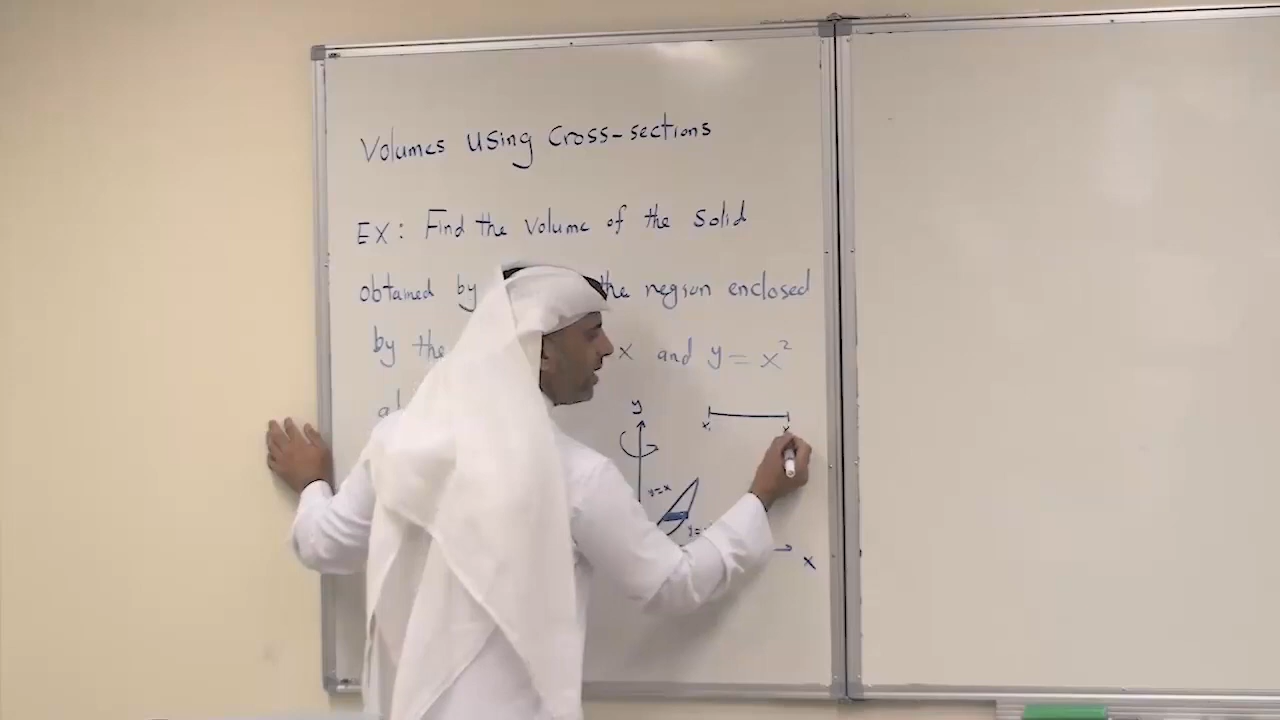 Volumes using Cross-sections
EX: Find the volume of the solid
obtained by the region enclosed
by the x and y = x²
y
x
y=x
y=
x